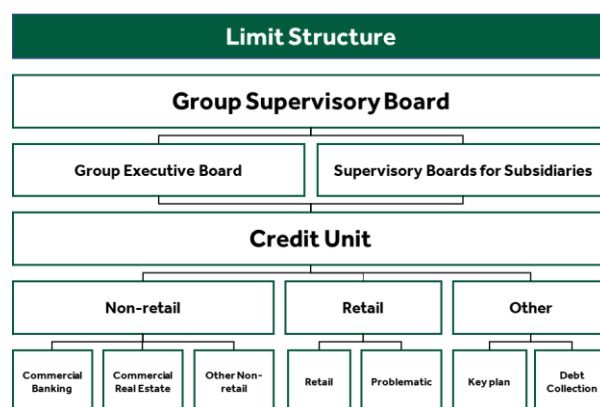 Limit Structure
Group Supervisory Board
Group Executive Board
Supervisory Boards for Subsidiaries
Credit Unit
Non-retail
Retail
Other
Commercial
Banking
Commercial
Real Estate
Other Non-
retail
Retail
Problematic
Key plan
Debt
Collection